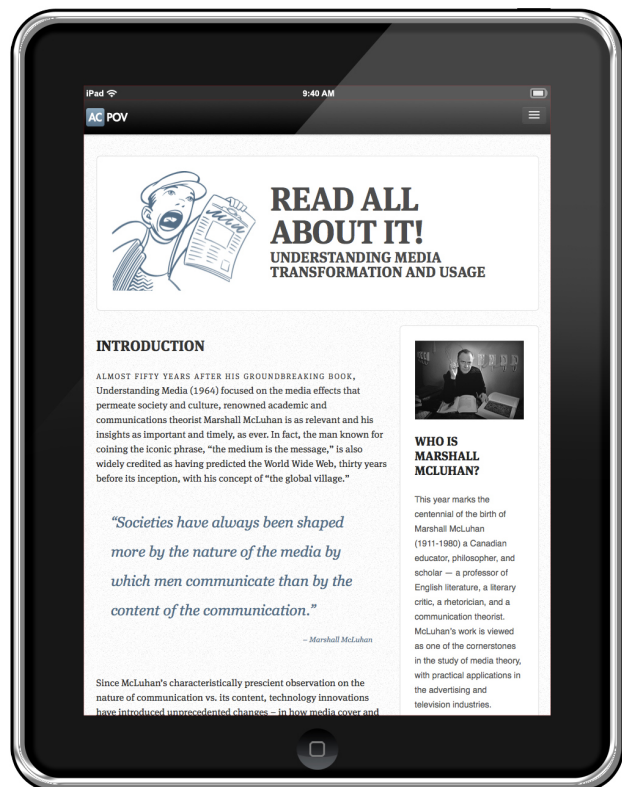 iPad 9:40 AM
AC POV
READ ALL
ABOUT IT!
UNDERSTANDING MEDIA
TRANSFORMATION AND USAGE
INTRODUCTION
ALMOST FIFTY YEARS AFTER HIS GROUNDBREAKING BOOK,
Understanding Media (1964) focused on the media effects that
permeate society and culture, renowned academic and
communications theorist Marshall McLuhan is as relevant and his
insights as important and timely, as ever. In fact, the man known for
coining the iconic phrase, “the medium is the message,” is also
widely credited as having predicted the World Wide Web, thirty years
before its inception, with his concept of “the global village.”
“Societies have always been shaped
more by the nature of the media by
which men communicate than by the
content of the communication.”
– Marshall McLuhan
Since McLuhan’s characteristically prescient observation on the
nature of communication vs. its content, technology innovations
have introduced unprecedented changes – in how media cover and
WHO IS
MARSHALL
MCLUHAN?
This year marks the
centennial of the birth of
Marshall McLuhan
(1911-1980) a Canadian
educator, philosopher, and
scholar — a professor of
English literature, a literary
critic, a rhetorician, and a
communication theorist.
McLuhan’s work is viewed
as one of the cornerstones
in the study of media theory,
with practical applications in
the advertising and
television industries.